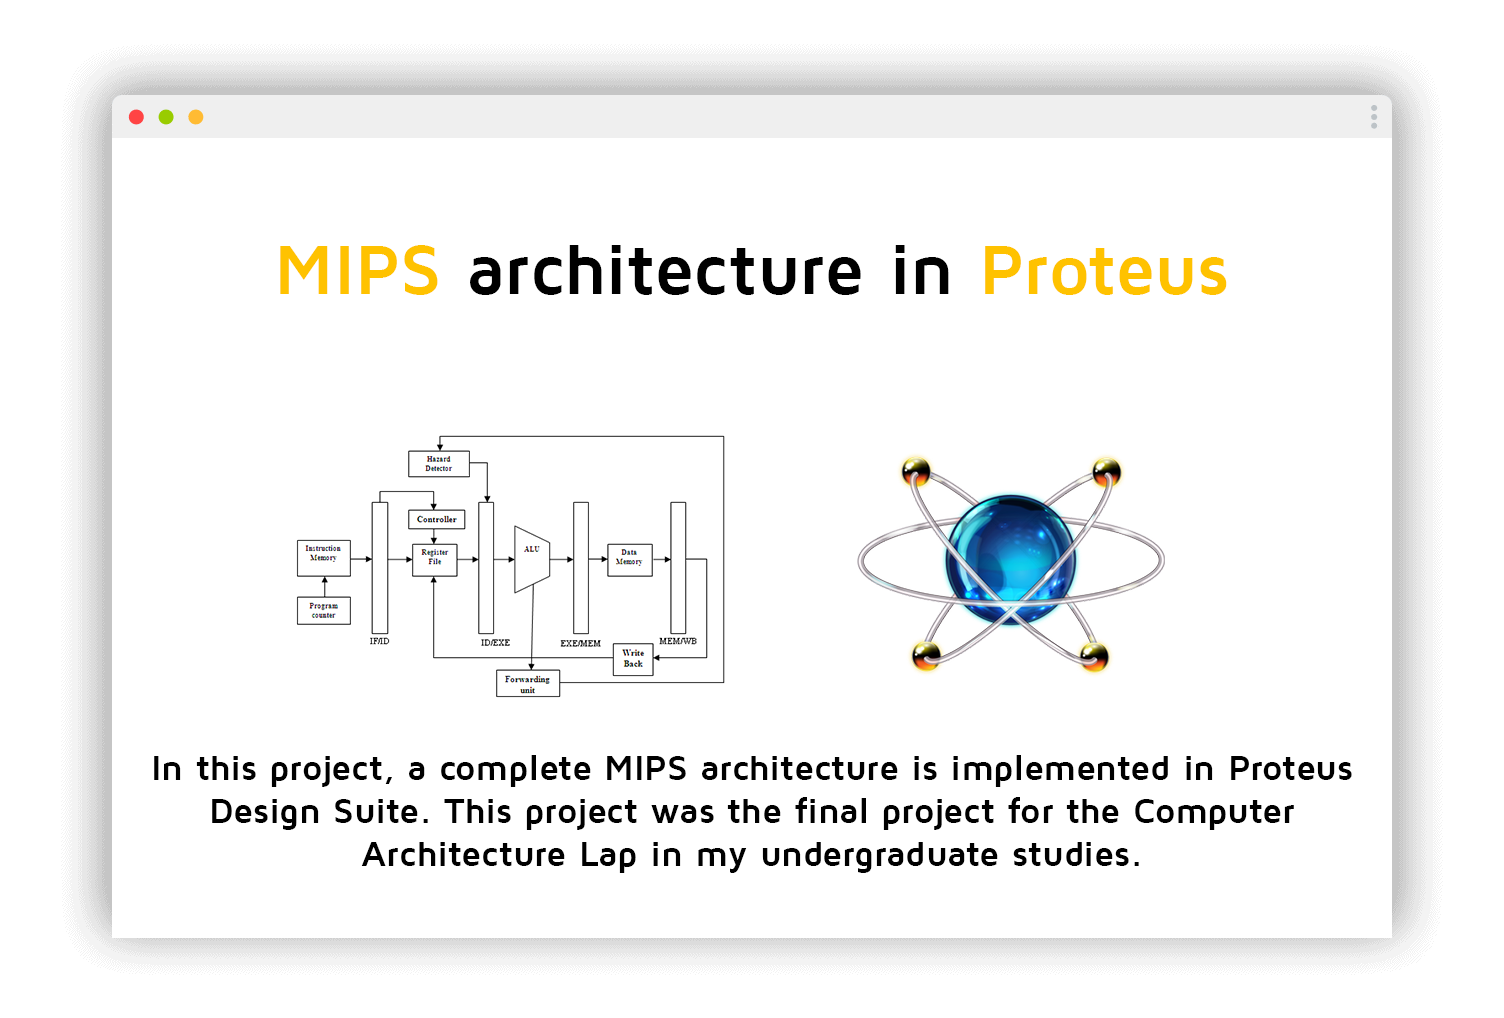 MIPS architecture in Proteus
Hazard
Detector
Controller
Instruction
Memory
Register
File
ALU
Data
Memory
Program
counter
IF/ID
ID/EXE
EXE/MEM
MEM/WB
Write
Back
Forwarding
unit
In this project, a complete MIPS architecture is implemented in Proteus
Design Suite. This project was the final project for the Computer
Architecture Lap in my undergraduate studies.